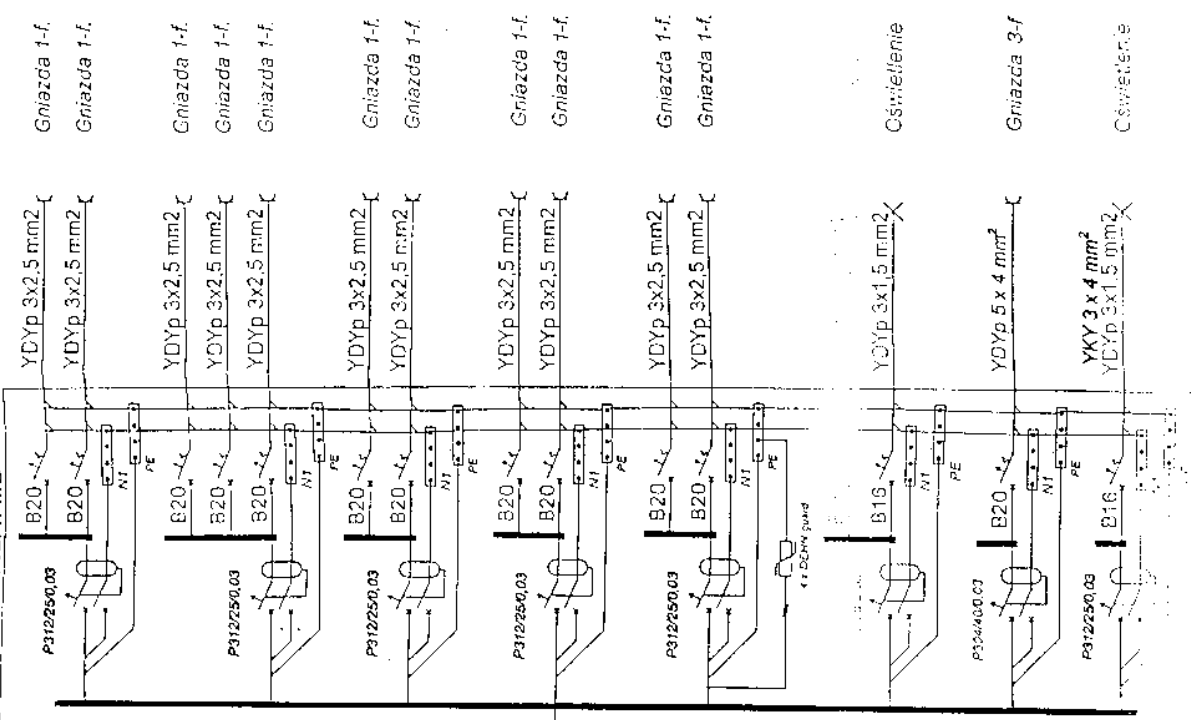 Gniazda 1-f.
Gniazda 1-f.
Gniazda 1-f.
Gniazda 1-f.
Gniazda 1-f.
Gniazda 1-f.
Gniazda 1-f.
Gniazda 1-f.
Gniazda 1-f.
Gniazda 1-f.
Gniazda 1-f.
Oświetlenie
Gniazda 3-f
Oświetlenie
YDYp 3x2,5 mm2
YDYp 3x2,5 mm2
YDYp 3x2,5 mm2
YDYp 3x2,5 mm2
YDYp 3x2,5 mm2
YDYp 3x2,5 mm2
YDYp 3x2,5 mm2
YDYp 3x2,5 mm2
YDYp 3x2,5 mm2
YDYp 3x2,5 mm2
YDYp 3x2,5 mm2
YDYp 3x1,5 mm2
YDYp 5 x 4 mm²
YKY 3 x 4 mm²
YDYp 3x1,5 mm2
B20
B20
N1
PE
B20
B20
B20
N1
PE
B20
B20
N1
PE
B20
B20
N1
PE
B20
B20
N1
PE
B16
N1
PE
B20
N1
PE
B16
P312/25/0,03
P312/25/0,03
P312/25/0,03
P312/25/0,03
P312/25/0,03
4 x DEHN guard
P304/40/0,03
P312/25/0,03